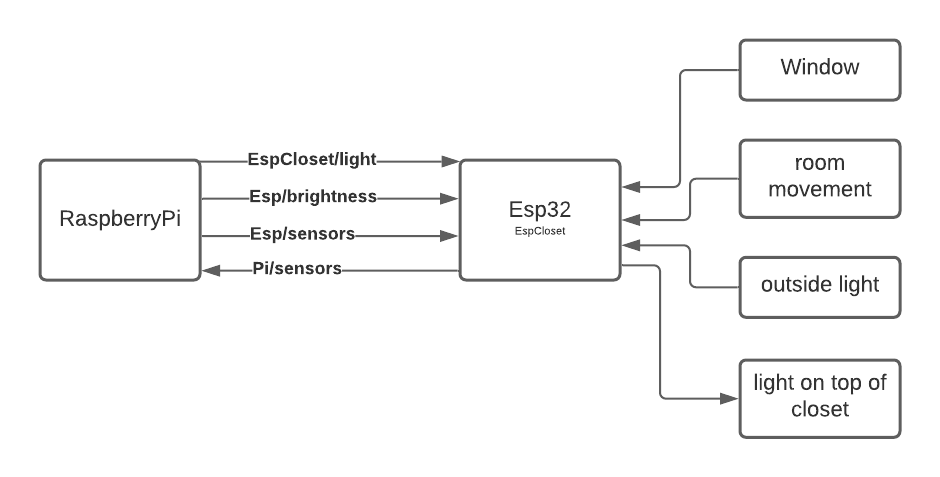 RaspberryPi
EspCloset/light
Esp/brightness
Esp/sensors
Pi/sensors
Esp32
EspCloset
Window
room
movement
outside light
light on top of
closet